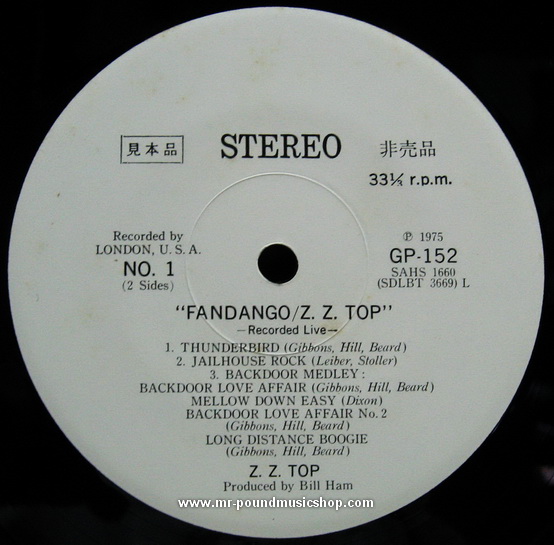 見本品 STEREO 非売品
33⅓ r.p.m.
Recorded by
LONDON, U. S. A.
NO. 1
(2 Sides)
Ⓟ 1975
GP-152
SAHS 1660
(SDLBT 3669) L
"FANDANGO/Z. Z. TOP"
—Recorded Live—
1. THUNDERBIRD (Gibbons, Hill, Beard)
2. JAILHOUSE ROCK (Leiber, Stoller)
3. BACKDOOR MEDLEY:
BACKDOOR LOVE AFFAIR (Gibbons, Hill, Beard)
MELLOW DOWN EASY (Dixon)
BACKDOOR LOVE AFFAIR No. 2
(Gibbons, Hill, Beard)
LONG DISTANCE BOOGIE
(Gibbons, Hill, Beard)
Z. Z. TOP
Produced by Bill Ham
www.mr-poundmusicshop.com